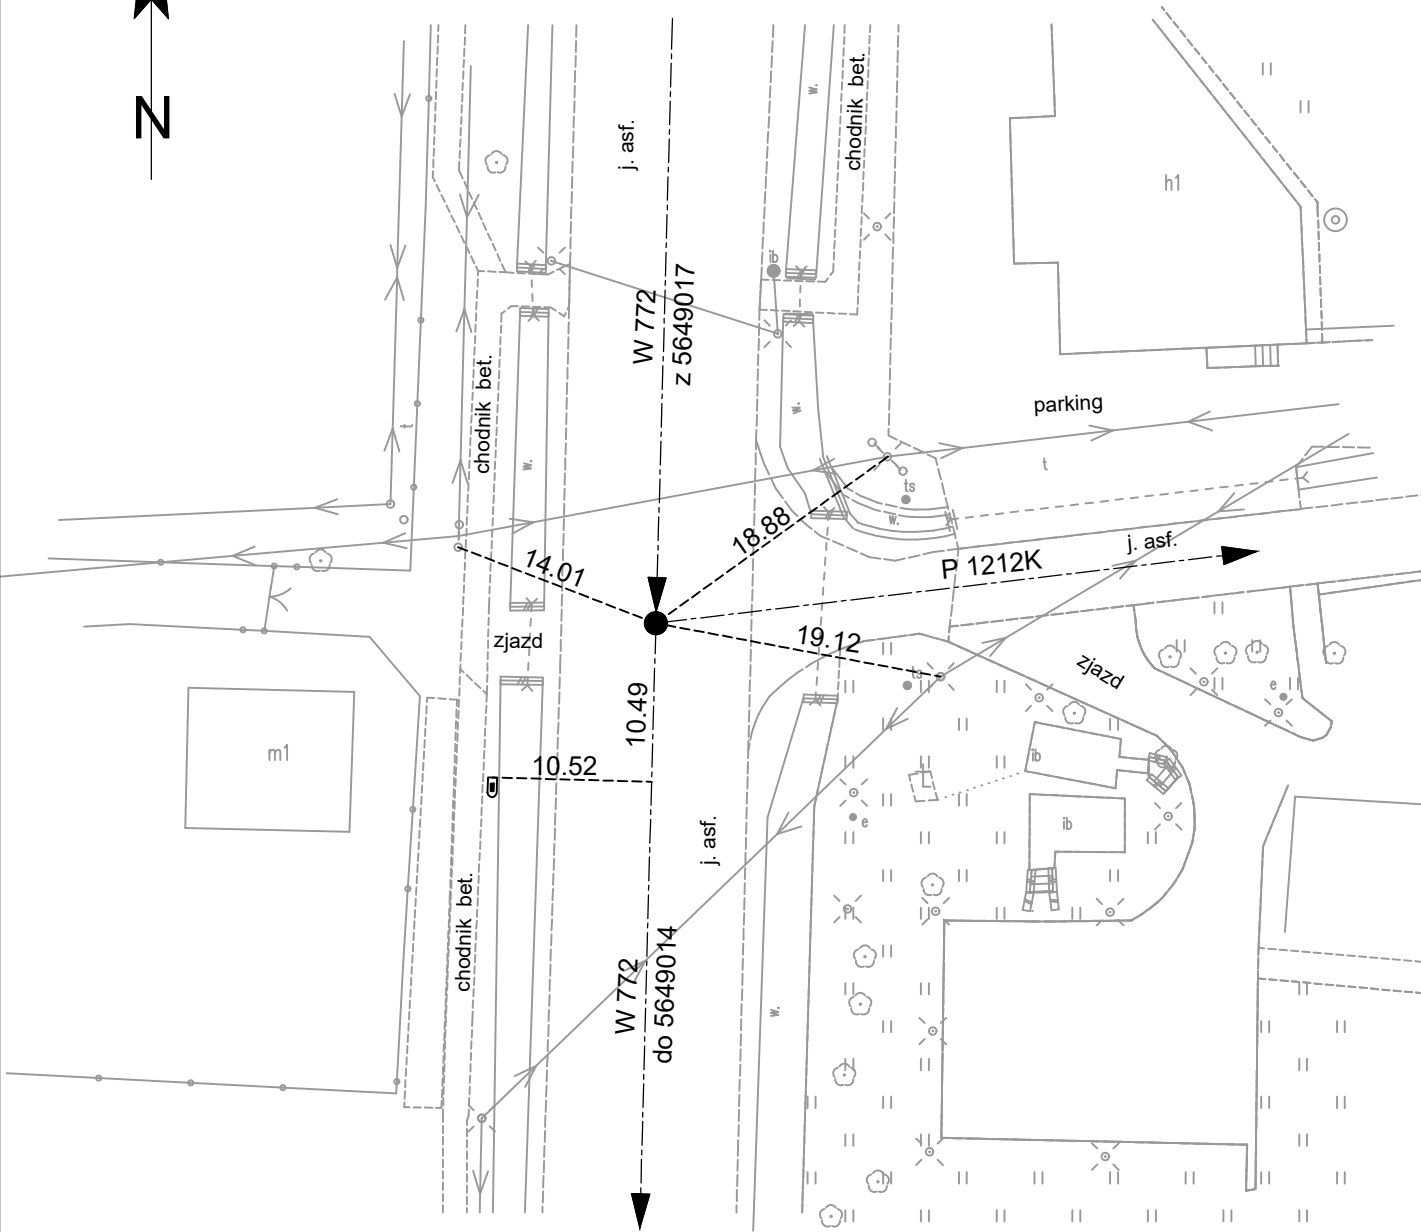 N
w.
chodnik bet.
j. asf.
h1
ib
W 772
z 5649017
t
chodnik bet.
w.
w.
parking
t
ts
w.
18.88
14.01
P 1212K
j. asf.
zjazd
19.12
zjazd
ts
e
10.49
m1
10.52
ib
t
e
ib
j. asf.
chodnik bet.
W 772
do 5649014
w.